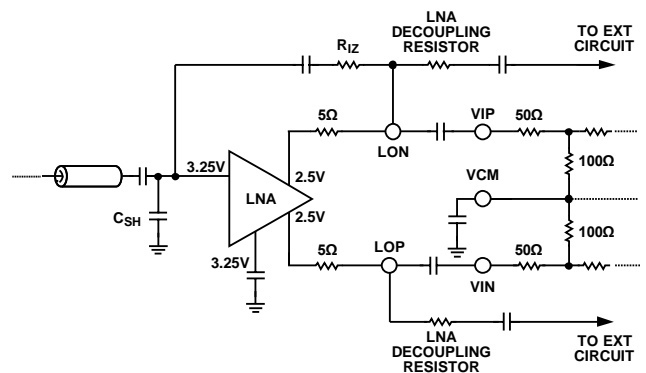 LNA
DECOUPLING
RESISTOR
TO EXT
CIRCUIT
RIZ
5Ω
VIP
50Ω
LON
100Ω
3.25V
2.5V
LNA
VCM
2.5V
CSH
100Ω
3.25V
5Ω
LOP
50Ω
VIN
LNA
DECOUPLING
RESISTOR
TO EXT
CIRCUIT